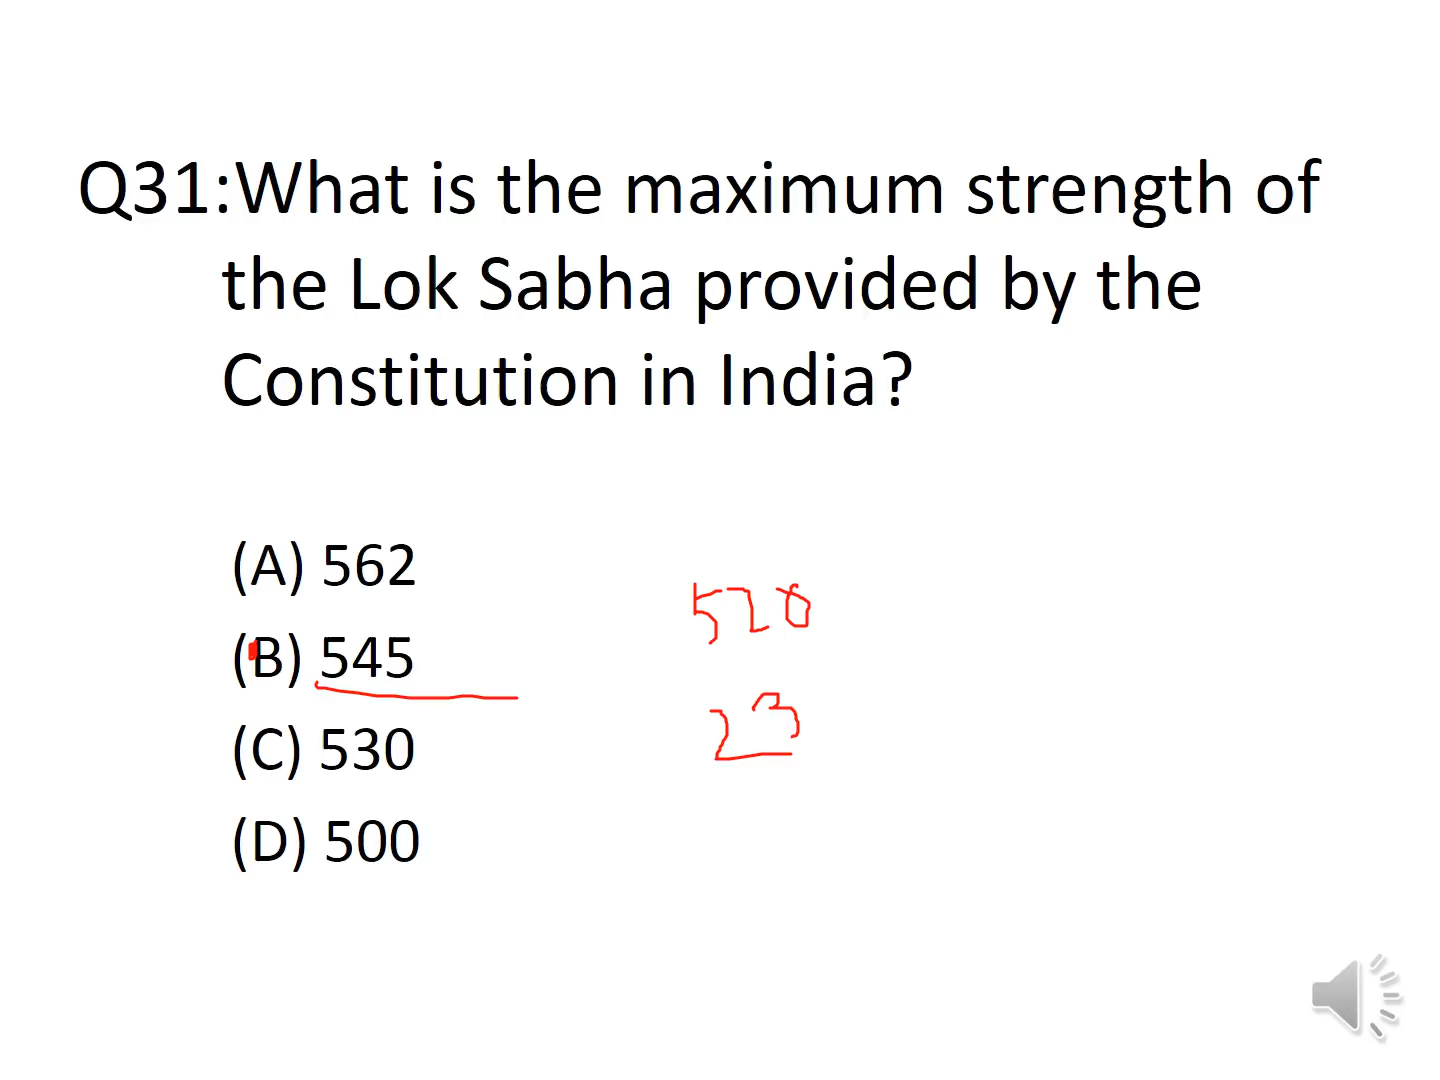 Q31:What is the maximum strength of
the Lok Sabha provided by the
Constitution in India?
(A) 562
(B) 545
(C) 530
(D) 500
520
23